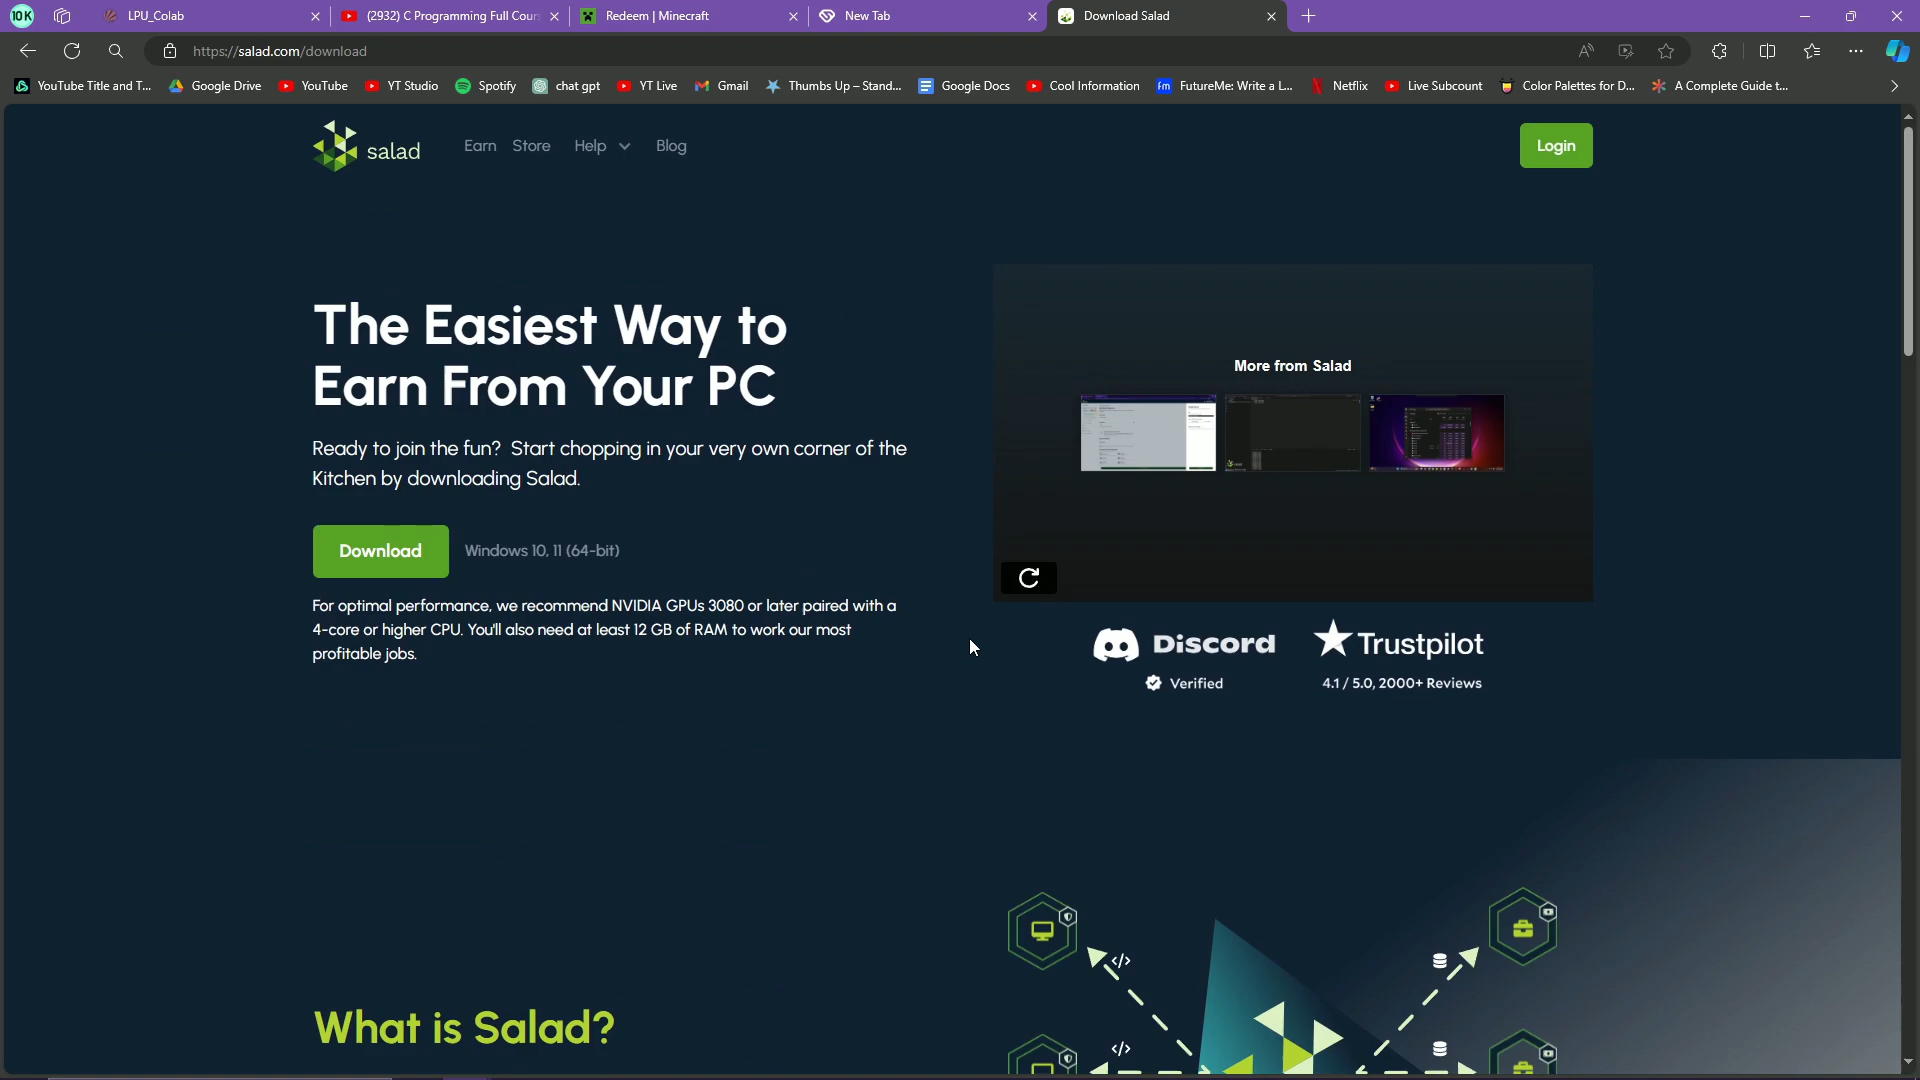 10K
LPU_Colab
(2932) C Programming Full Cour
Redeem | Minecraft
New Tab
Download Salad
https://salad.com/download
YouTube Title and T...
Google Drive
YouTube
YT Studio
Spotify
chat gpt
YT Live
Gmail
Thumbs Up – Stand...
Google Docs
Cool Information
FutureMe: Write a L...
Netflix
Live Subcount
Color Palettes for D...
A Complete Guide t...
salad
Earn
Store
Help
Blog
Login
The Easiest Way to
Earn From Your PC
Ready to join the fun? Start chopping in your very own corner of the
Kitchen by downloading Salad.
Download
Windows 10, 11 (64-bit)
For optimal performance, we recommend NVIDIA GPUs 3080 or later paired with a
4-core or higher CPU. You'll also need at least 12 GB of RAM to work our most
profitable jobs.
More from Salad
Discord
Verified
Trustpilot
4.1 / 5.0, 2000+ Reviews
What is Salad?